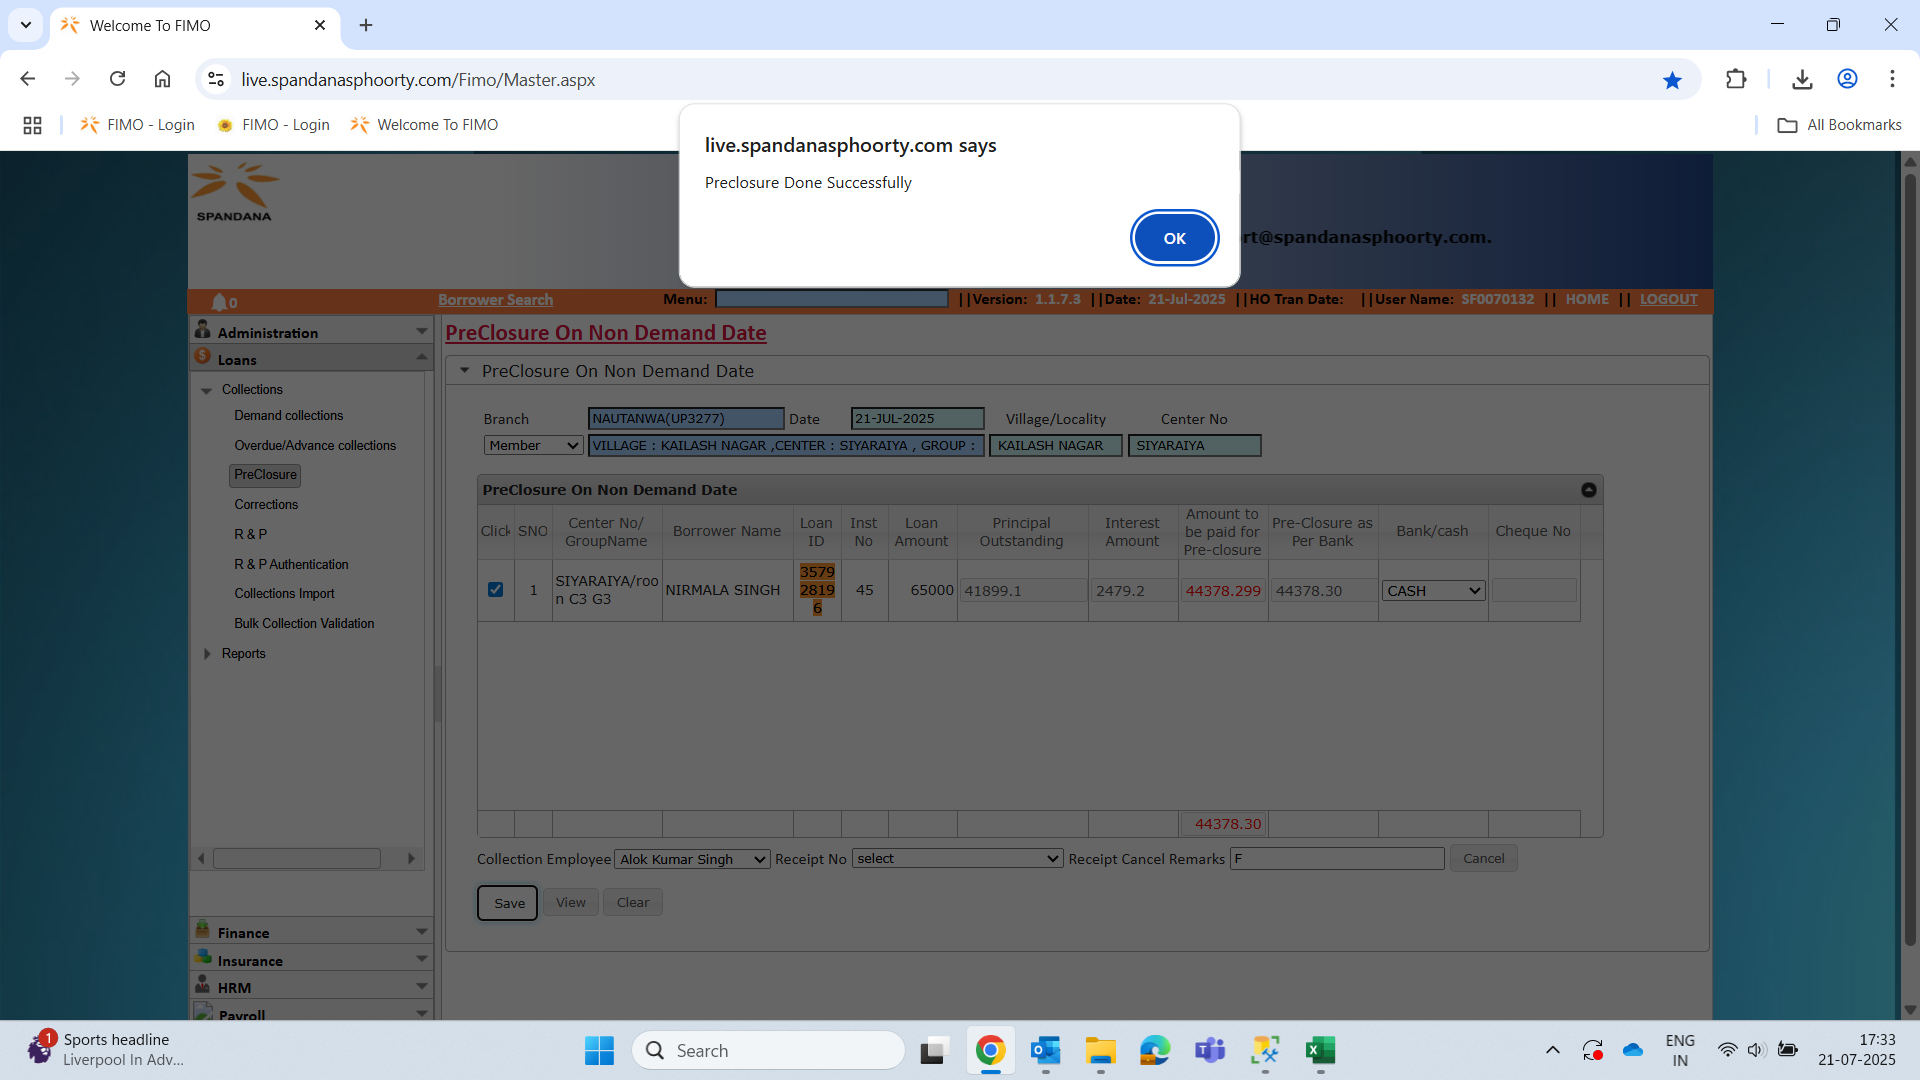 Welcome To FIMO
live.spandanasphoorty.com/Fimo/Master.aspx
FIMO - Login
FIMO - Login
Welcome To FIMO
All Bookmarks
live.spandanasphoorty.com says
Preclosure Done Successfully
OK
SPANDANA
rt@spandanasphoorty.com.
0
Borrower Search
Menu:
||Version: 1.1.7.3 ||Date: 21-Jul-2025 ||HO Tran Date: ||User Name: SF0070132 || HOME || LOGOUT
Administration
Loans
Collections
Demand collections
Overdue/Advance collections
PreClosure
Corrections
R & P
R & P Authentication
Collections Import
Bulk Collection Validation
Reports
Finance
Insurance
HRM
Payroll
PreClosure On Non Demand Date
PreClosure On Non Demand Date
Branch NAUTANWA(UP3277) Date 21-JUL-2025 Village/Locality Center No
Member VILLAGE : KAILASH NAGAR ,CENTER : SIYARAIYA , GROUP : KAILASH NAGAR SIYARAIYA
PreClosure On Non Demand Date
Click SNO Center No/ GroupName Borrower Name Loan ID Inst No Loan Amount Principal Outstanding Interest Amount Amount to be paid for Pre-closure Pre-Closure as Per Bank Bank/cash Cheque No
1 SIYARAIYA/roo n C3 G3 NIRMALA SINGH 3579 2819 6 45 65000 41899.1 2479.2 44378.299 44378.30 CASH
44378.30
Collection Employee Alok Kumar Singh Receipt No select Receipt Cancel Remarks F Cancel
Save View Clear
1
Sports headline
Liverpool In Adv...
Search
ENG
IN
17:33
21-07-2025